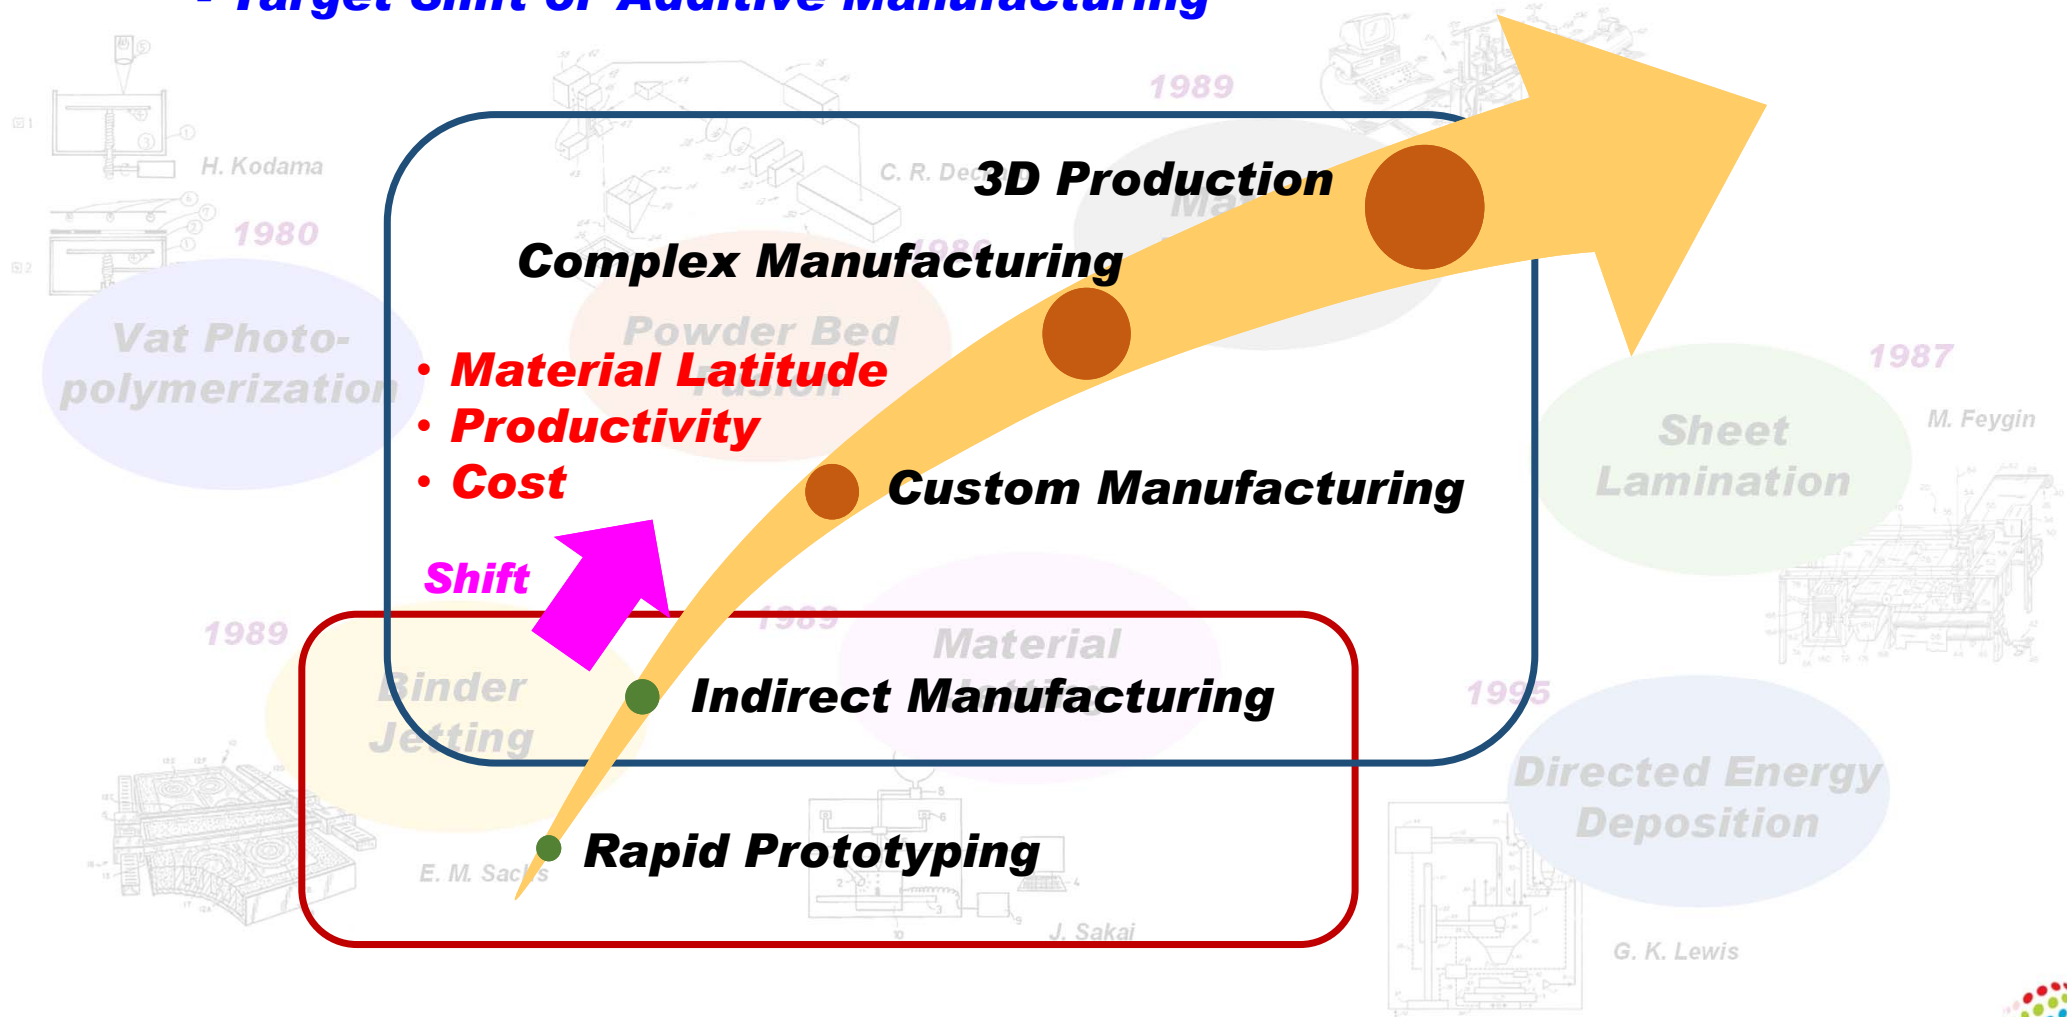 - Target Shift of Additive Manufacturing
1989
H. Kodama
C. R. Deckard
3D Production
1980
1986
Complex Manufacturing
Vat Photo-
polymerization
Powder Bed
Fusion
• Material Latitude
• Productivity
• Cost
1987
M. Feygin
Sheet
Lamination
Custom Manufacturing
Shift
1989
1989
Binder
Jetting
Material
Jetting
Indirect Manufacturing
1995
Directed Energy
Deposition
Rapid Prototyping
E. M. Sachs
J. Sakai
G. K. Lewis